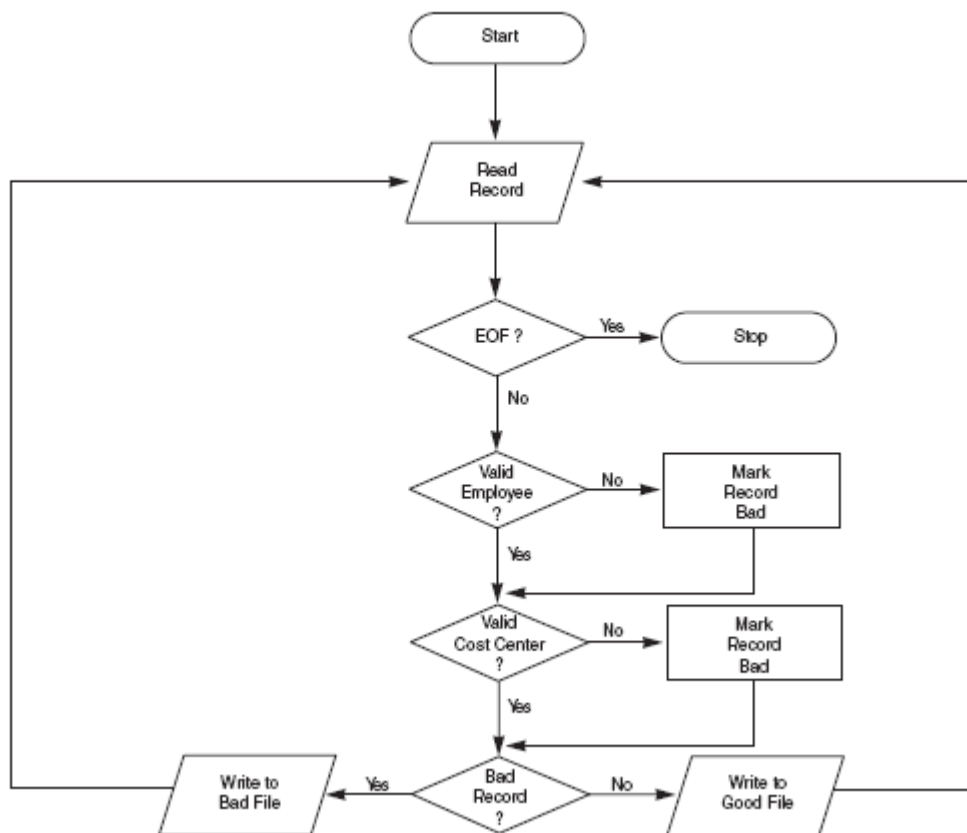 Start
Read
Record
EOF ?
Yes
Stop
No
Valid
Employee
?
No
Mark
Record
Bad
Yes
Valid
Cost Center
?
No
Mark
Record
Bad
Yes
Write to
Bad File
Yes
Bad
Record
?
No
Write to
Good File